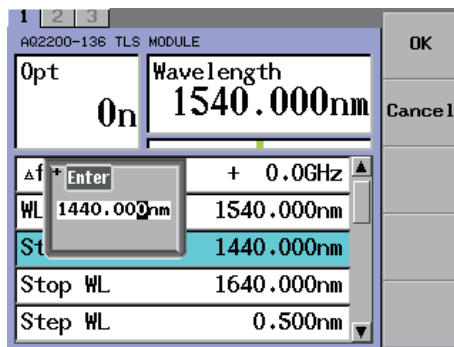 1 2 3
AQ2200-136 TLS MODULE
OK
Opt
On
Wavelength
1540.000nm
Cancel
Δf + 0.0GHz
Enter
1440.000nm
WL 1540.000nm
St 1440.000nm
Stop WL 1640.000nm
Step WL 0.500nm